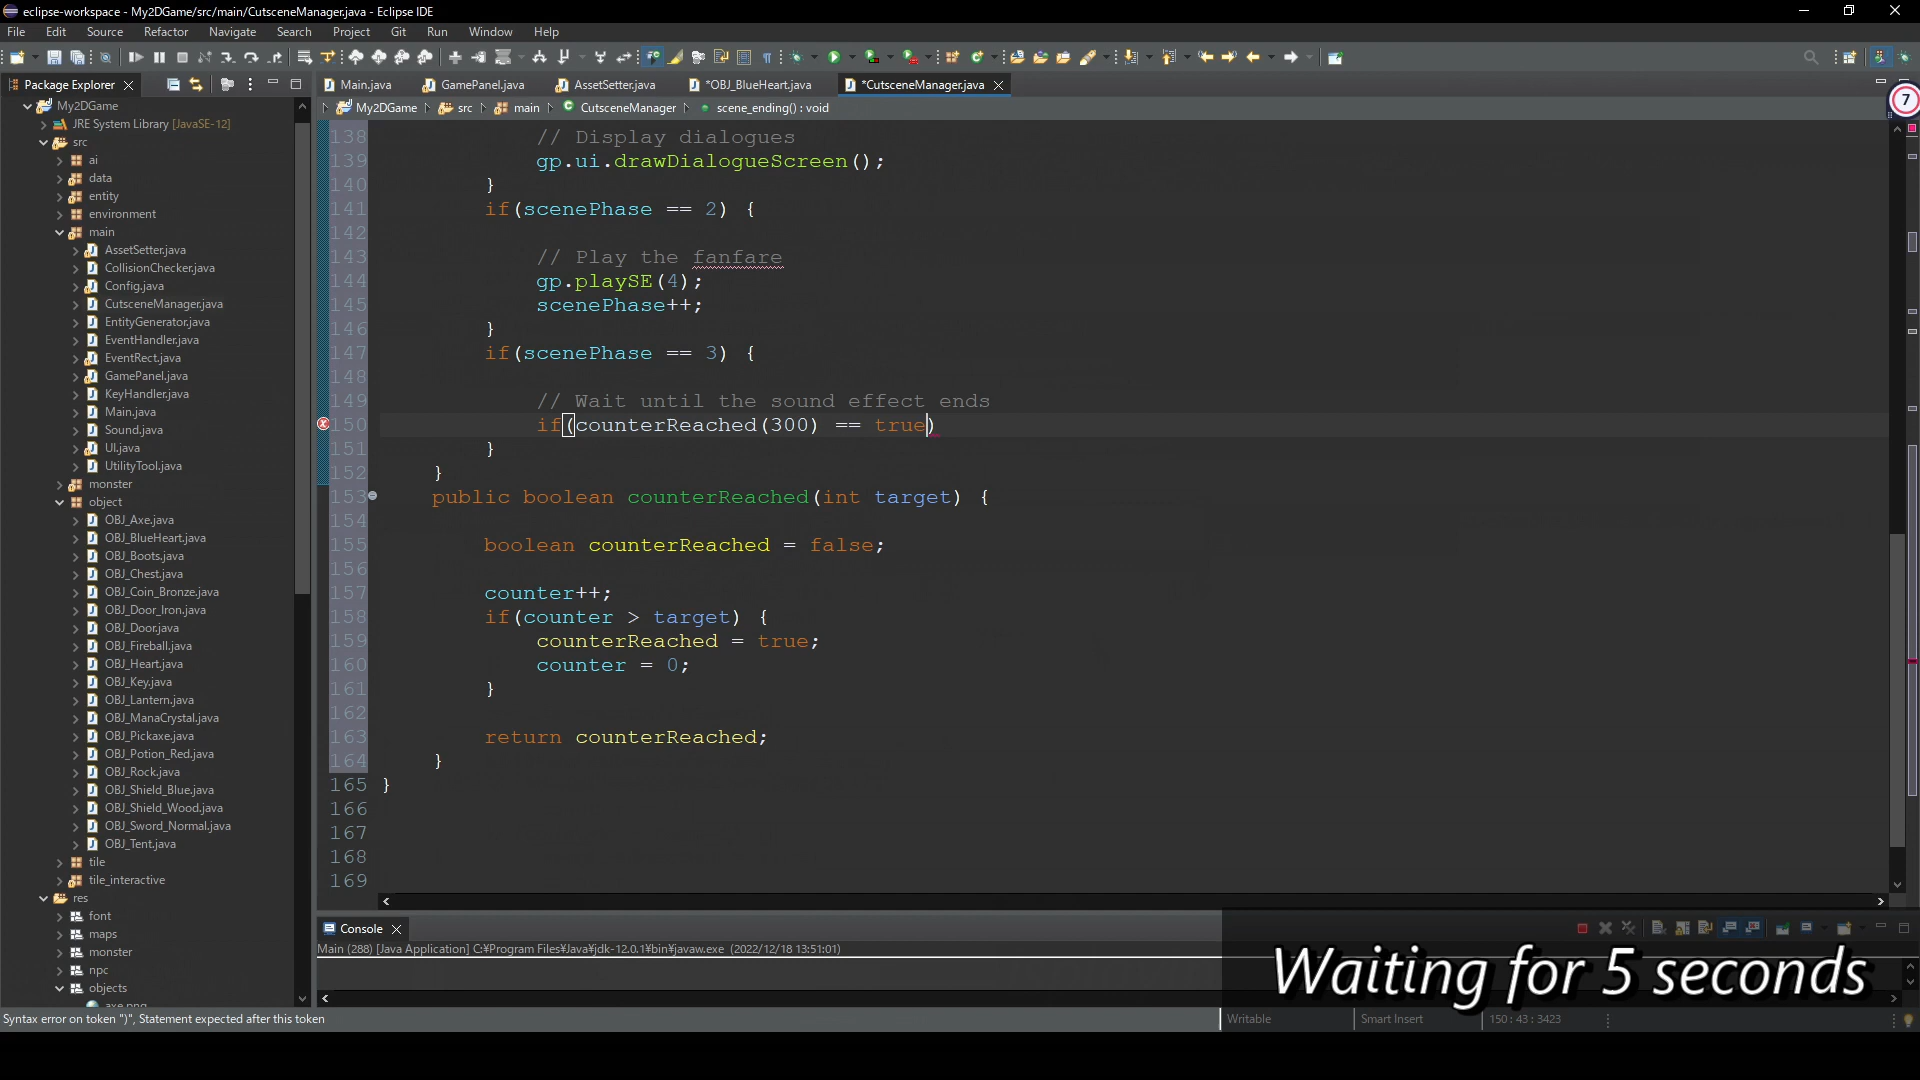 eclipse-workspace - My2DGame/src/main/CutsceneManager.java - Eclipse IDE
File Edit Source Refactor Navigate Search Project Git Run Window Help
Package Explorer
Main.java GamePanel.java AssetSetter.java *OBJ_BlueHeart.java *CutsceneManager.java
My2DGame src main CutsceneManager scene_ending() : void
7
My2DGame
JRE System Library [JavaSE-12]
src
ai
data
entity
environment
main
AssetSetter.java
CollisionChecker.java
Config.java
CutsceneManager.java
EntityGenerator.java
EventHandler.java
EventRect.java
GamePanel.java
KeyHandler.java
Main.java
Sound.java
UI.java
UtilityTool.java
monster
object
OBJ_Axe.java
OBJ_BlueHeart.java
OBJ_Boots.java
OBJ_Chest.java
OBJ_Coin_Bronze.java
OBJ_Door_Iron.java
OBJ_Door.java
OBJ_Fireball.java
OBJ_Heart.java
OBJ_Key.java
OBJ_Lantern.java
OBJ_ManaCrystal.java
OBJ_Pickaxe.java
OBJ_Potion_Red.java
OBJ_Rock.java
OBJ_Shield_Blue.java
OBJ_Shield_Wood.java
OBJ_Sword_Normal.java
OBJ_Tent.java
tile
tile_interactive
res
font
maps
monster
npc
objects
axe.png
138 // Display dialogues
139 gp.ui.drawDialogueScreen();
140 }
141 if(scenePhase == 2) {
142
143 // Play the fanfare
144 gp.playSE(4);
145 scenePhase++;
146 }
147 if(scenePhase == 3) {
148
149 // Wait until the sound effect ends
150 if(counterReached(300) == true)
151 }
152 }
153 public boolean counterReached(int target) {
154
155 boolean counterReached = false;
156
157 counter++;
158 if(counter > target) {
159 counterReached = true;
160 counter = 0;
161 }
162
163 return counterReached;
164 }
165 }
166
167
168
169
Console
Main (288) [Java Application] C:¥Program Files¥Java¥jdk-12.0.1¥bin¥javaw.exe (2022/12/18 13:51:01)
Waiting for 5 seconds
Syntax error on token ")", Statement expected after this token Writable Smart Insert 150 : 43 : 3423